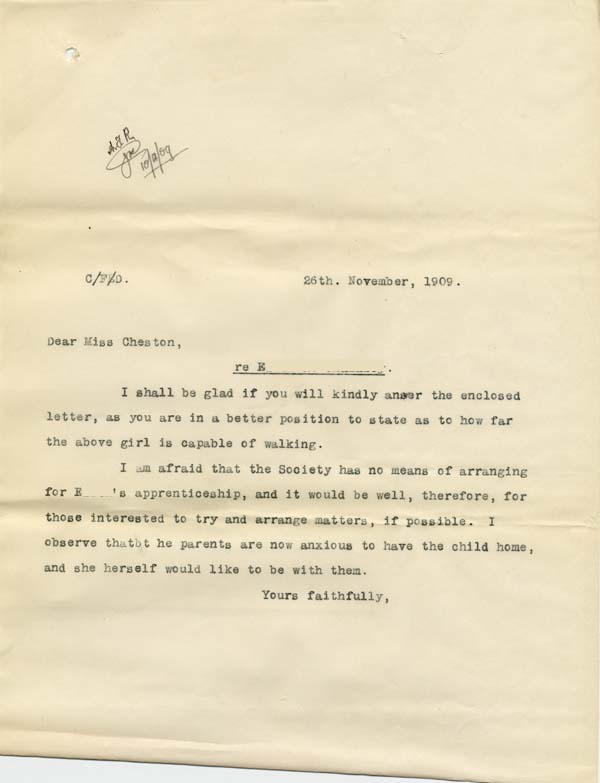 A.J.R.
10/12/09
C/F/D.
26th. November, 1909.
Dear Miss Cheston,
re E
I shall be glad if you will kindly anser the enclosed
letter, as you are in a better position to state as to how far
the above girl is capable of walking.
I am afraid that the Society has no means of arranging
for E 's apprenticeship, and it would be well, therefore, for
those interested to try and arrange matters, if possible. I
observe thatbt he parents are now anxious to have the child home,
and she herself would like to be with them.
Yours faithfully,